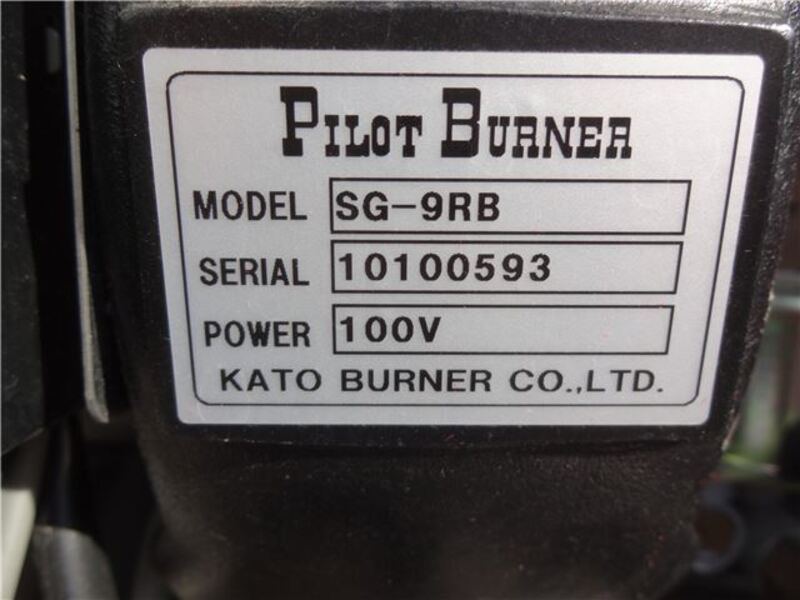 PILOT BURNER
MODEL SG-9RB
SERIAL 10100593
POWER 100V
KATO BURNER CO.,LTD.